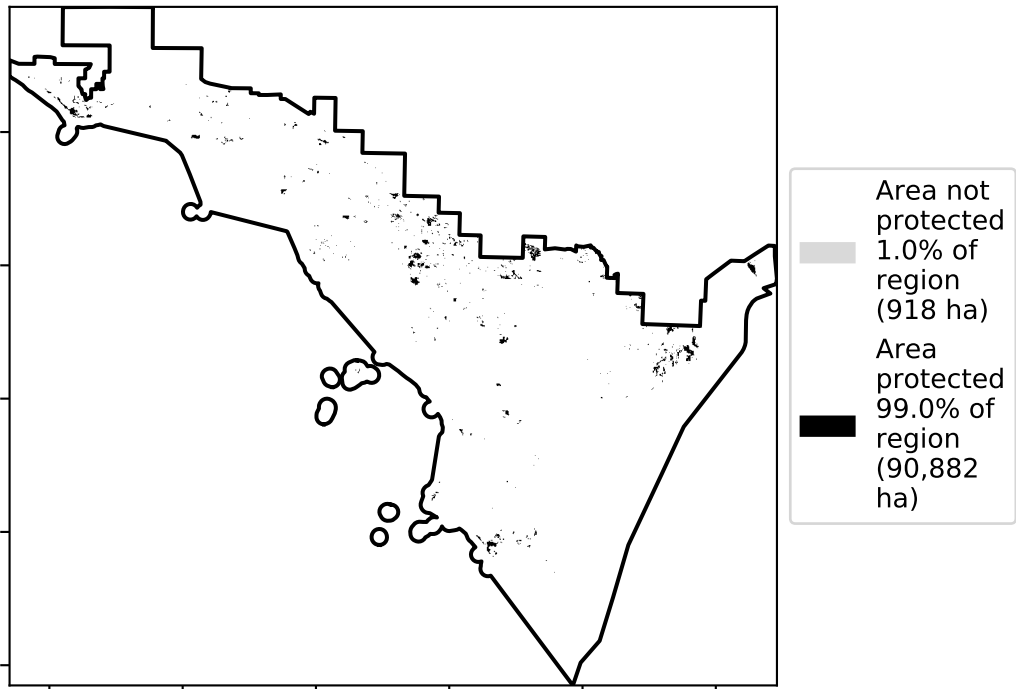 Area not
protected
1.0% of
region
(918 ha)
Area
protected
99.0% of
region
(90,882
ha)